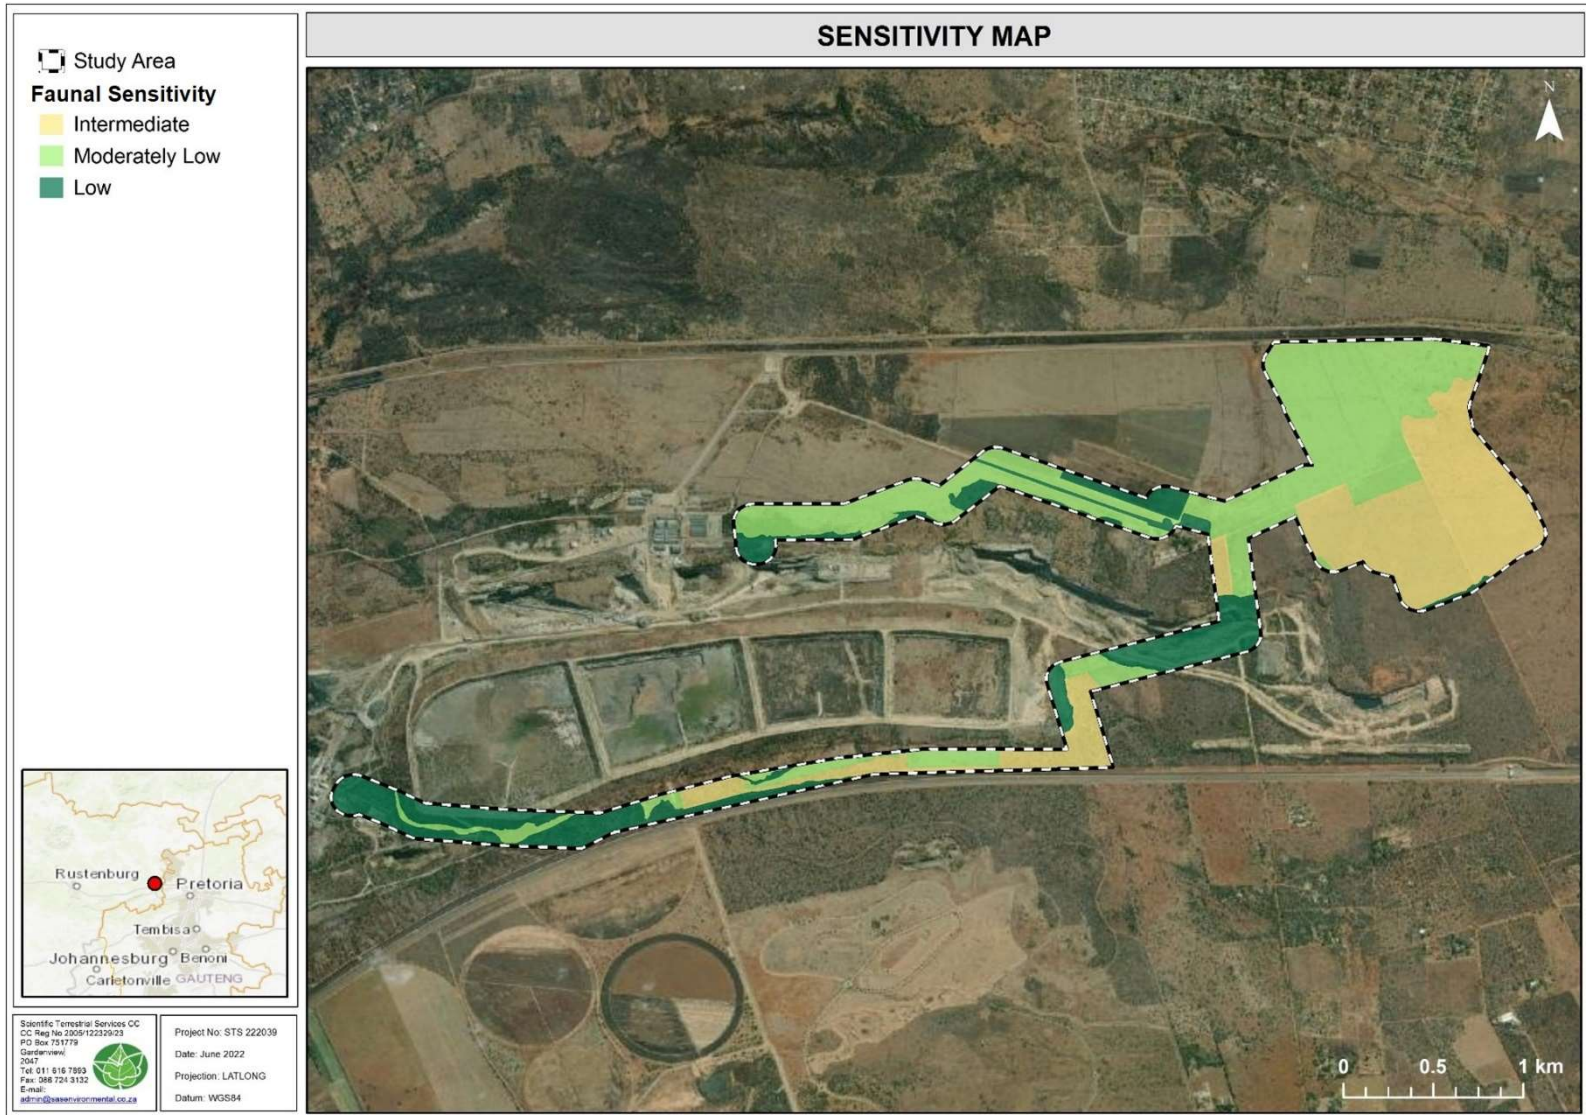 SENSITIVITY MAP
Study Area
Faunal Sensitivity
Intermediate
Moderately Low
Low
N
Rustenburg
Pretoria
Tembisa
Johannesburg
Benoni
Carletonville
GAUTENG
Scientific Terrestrial Services CC
CC Reg No 2005/122329/23
PO Box 751779
Gardenview
2047
Tel: 011 616 7893
Fax: 086 724 3132
E-mail:
admin@sasenvironmental.co.za
Project No: STS 222039
Date: June 2022
Projection: LATLONG
Datum: WGS84
0 0.5 1 km